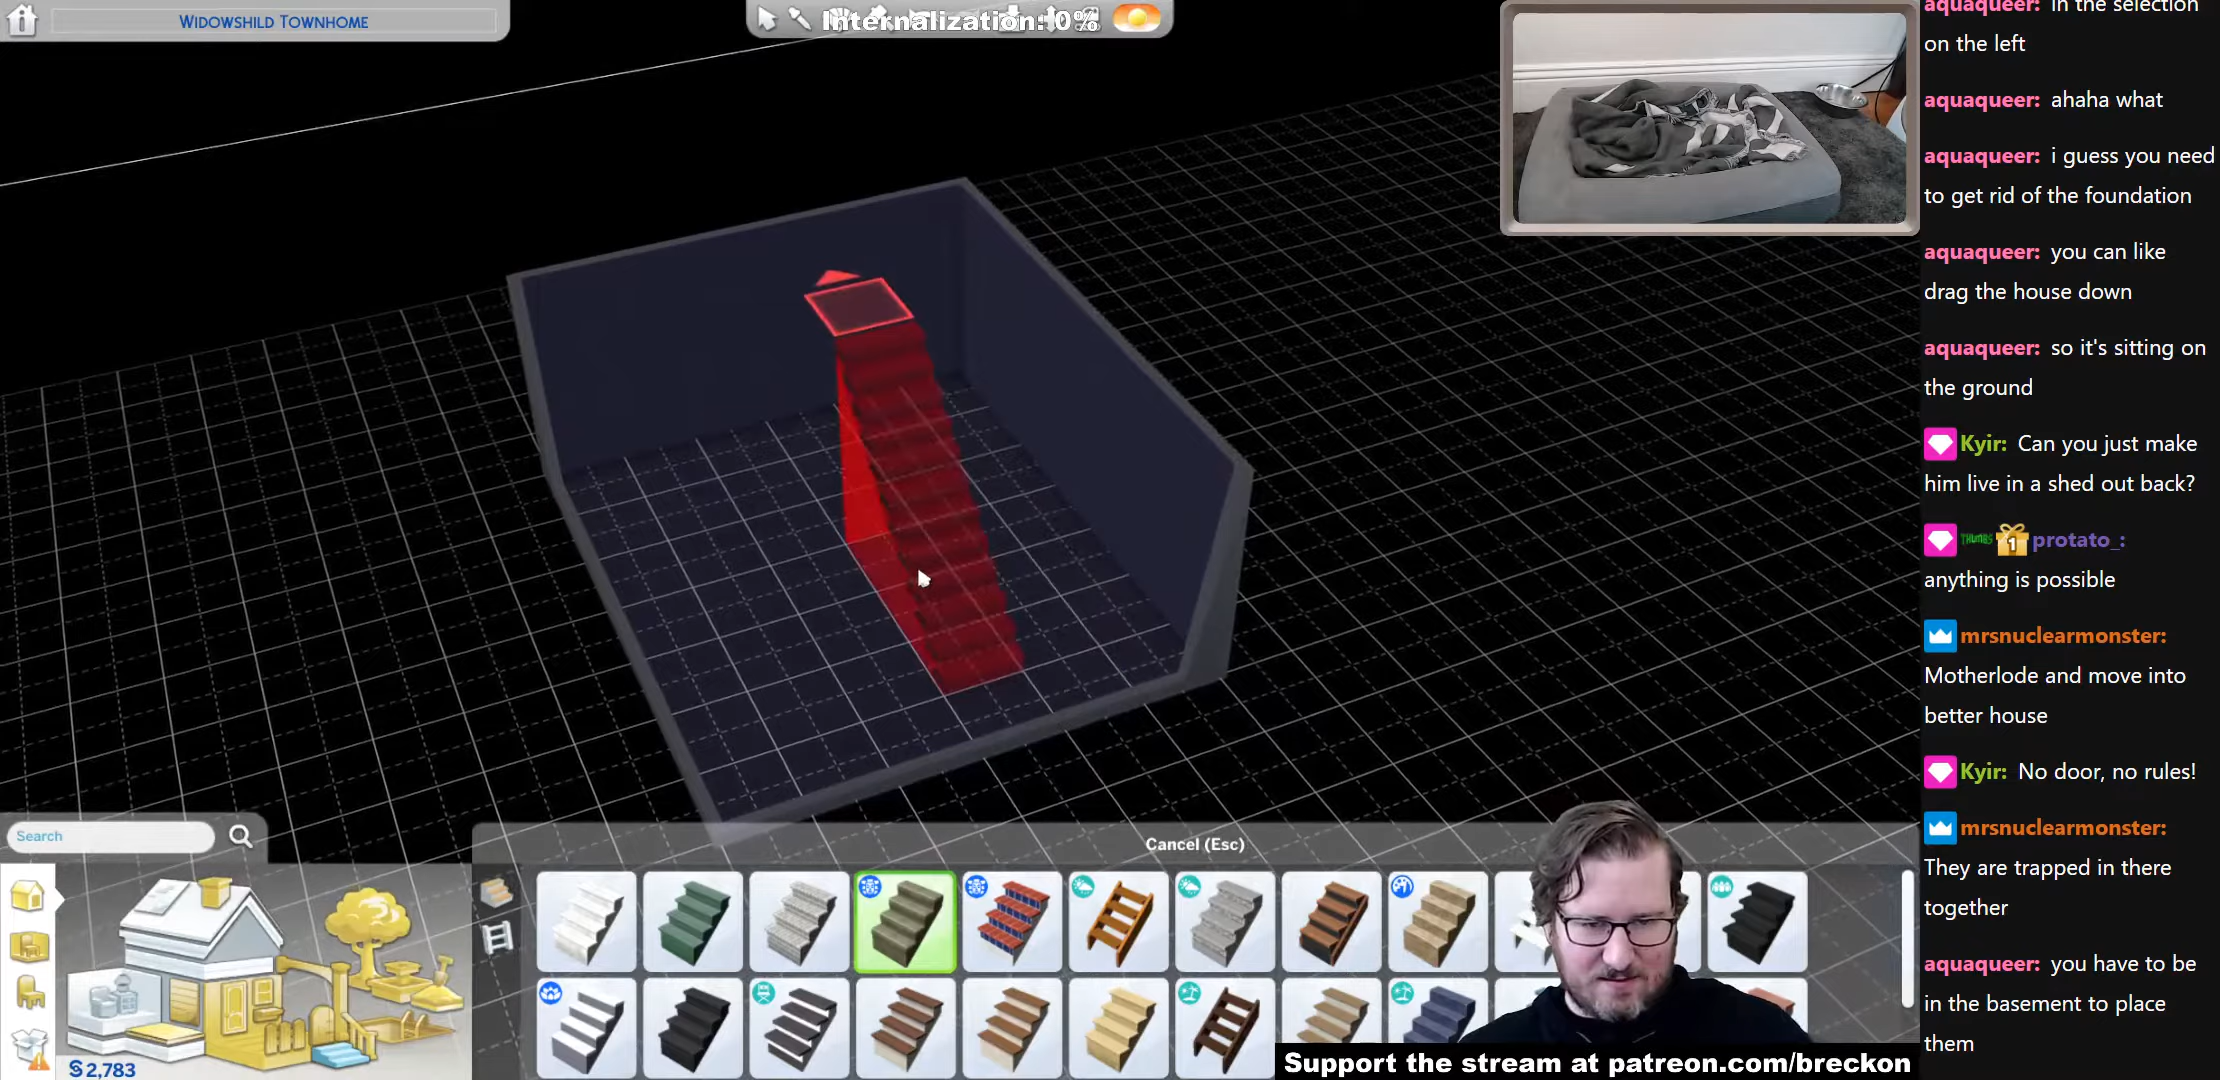 Widowshild Townhome
Internalization: 0%
aquaqueer: in the selection
on the left
aquaqueer: ahaha what
aquaqueer: i guess you need
to get rid of the foundation
aquaqueer: you can like
drag the house down
aquaqueer: so it's sitting on
the ground
Kyir: Can you just make
him live in a shed out back?
THUMBS 1 protato_:
anything is possible
mrsnuclearmonster:
Motherlode and move into
better house
Kyir: No door, no rules!
mrsnuclearmonster:
They are trapped in there
together
aquaqueer: you have to be
in the basement to place
them
Search
Cancel (Esc)
§2,783
Support the stream at patreon.com/breckon